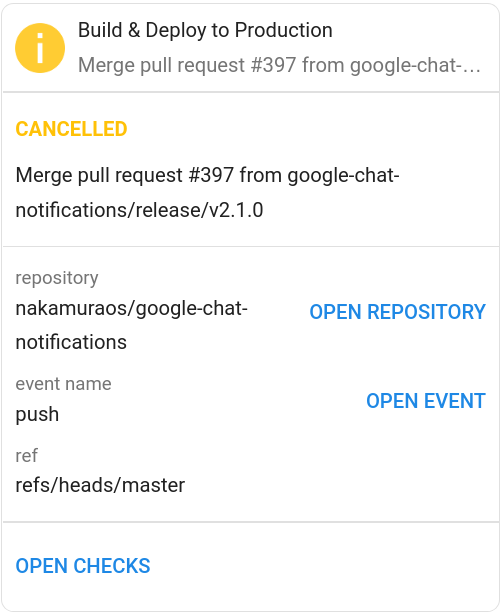 Build & Deploy to Production
Merge pull request #397 from google-chat-...
CANCELLED
Merge pull request #397 from google-chat-
notifications/release/v2.1.0
repository
nakamuraos/google-chat-
notifications
OPEN REPOSITORY
event name
push
OPEN EVENT
ref
refs/heads/master
OPEN CHECKS